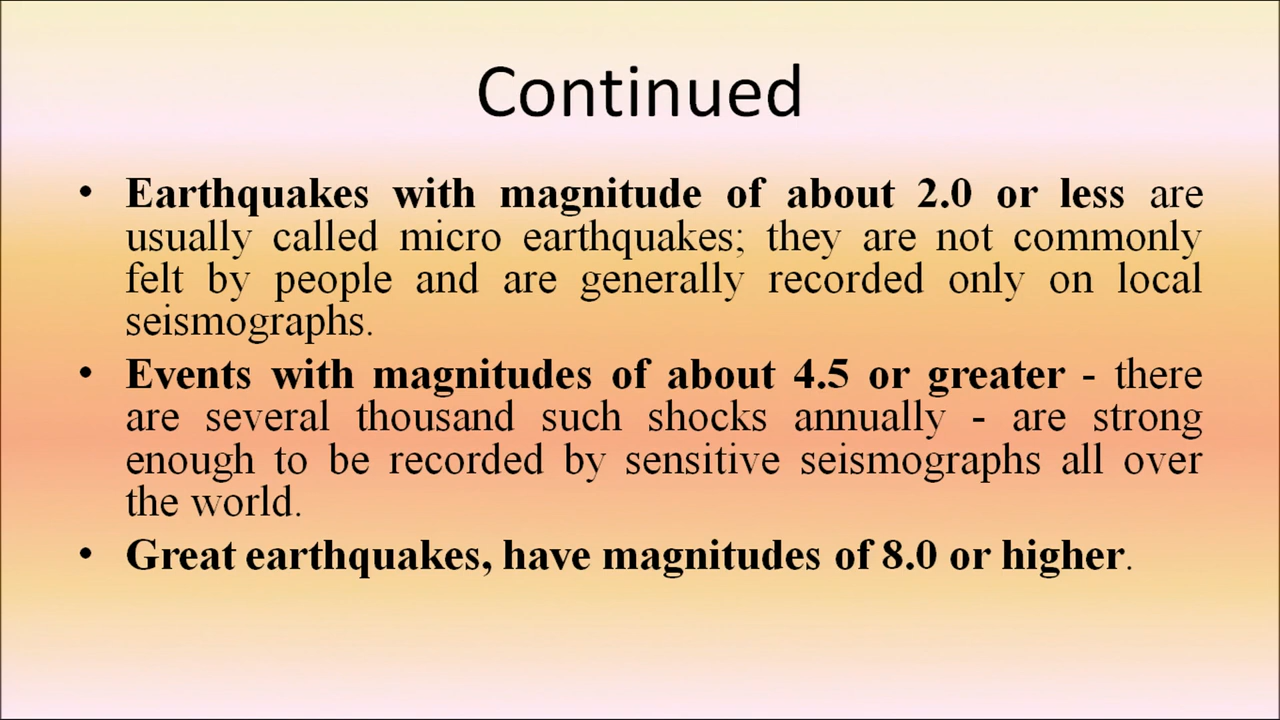 Continued
• Earthquakes with magnitude of about 2.0 or less are
usually called micro earthquakes; they are not commonly
felt by people and are generally recorded only on local
seismographs.
• Events with magnitudes of about 4.5 or greater - there
are several thousand such shocks annually - are strong
enough to be recorded by sensitive seismographs all over
the world.
• Great earthquakes, have magnitudes of 8.0 or higher.